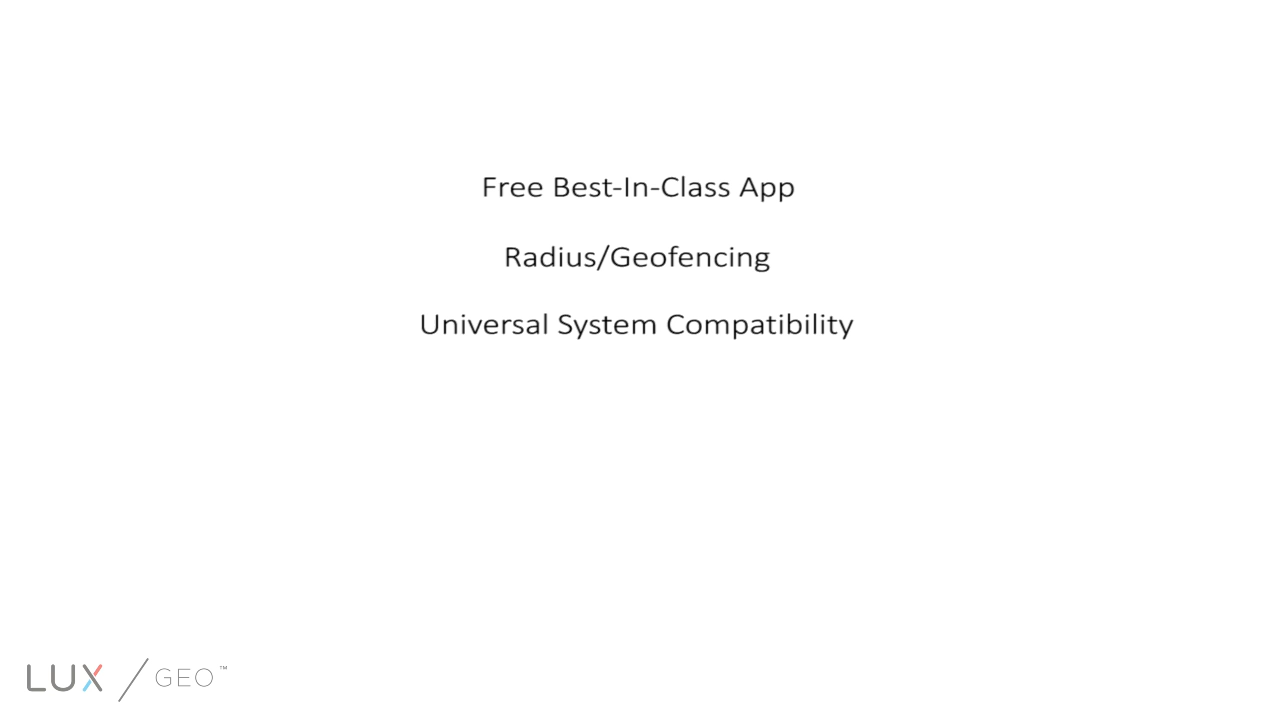 Free Best-In-Class App
Radius/Geofencing
Universal System Compatibility
LUX / GEO™